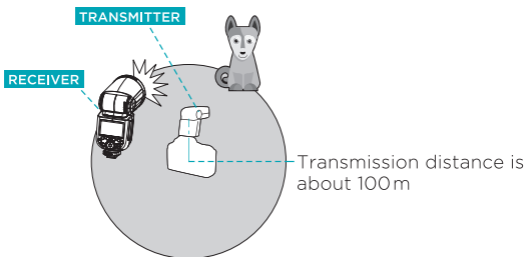 TRANSMITTER
RECEIVER
Transmission distance is
about 100m